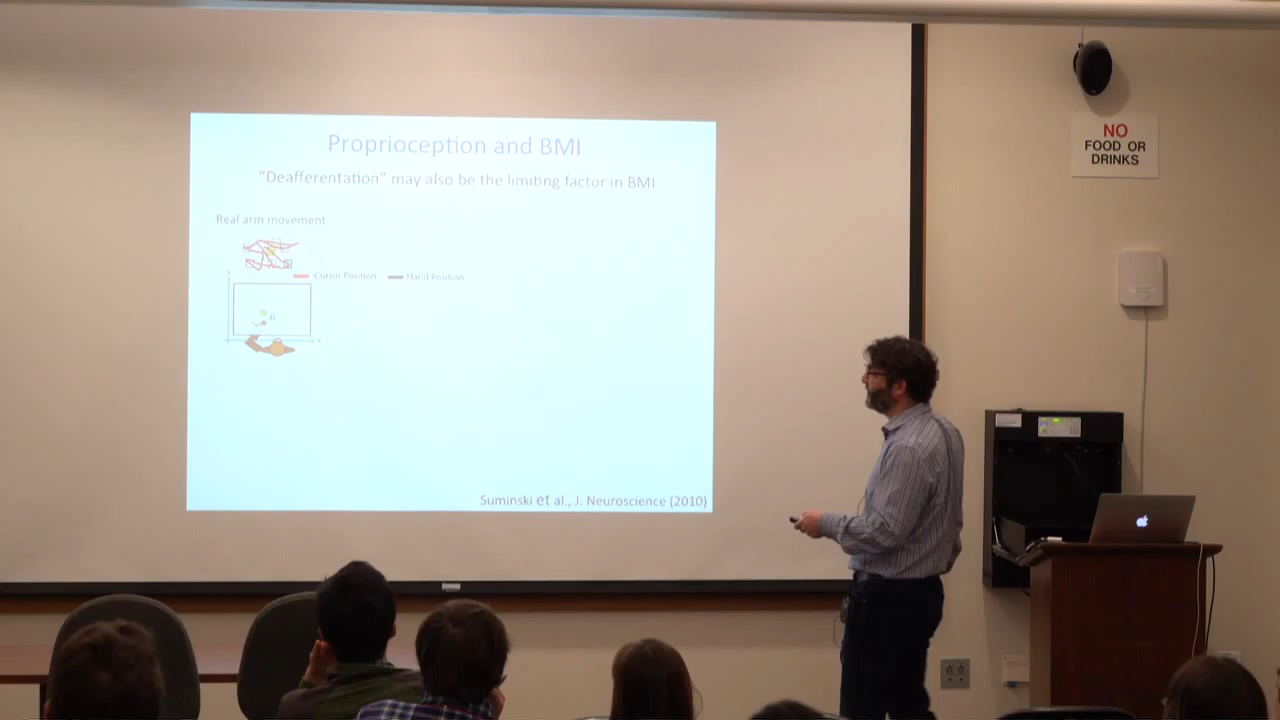 Proprioception and BMI
“Deafferentation” may also be the limiting factor in BMI
Real arm movement
Cursor Position
Hand Position
Suminski et al., J. Neuroscience (2010)
NO
FOOD OR
DRINKS